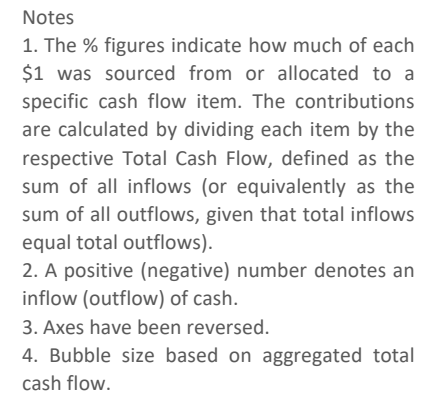 Notes
1. The % figures indicate how much of each
$1 was sourced from or allocated to a
specific cash flow item. The contributions
are calculated by dividing each item by the
respective Total Cash Flow, defined as the
sum of all inflows (or equivalently as the
sum of all outflows, given that total inflows
equal total outflows).
2. A positive (negative) number denotes an
inflow (outflow) of cash.
3. Axes have been reversed.
4. Bubble size based on aggregated total
cash flow.